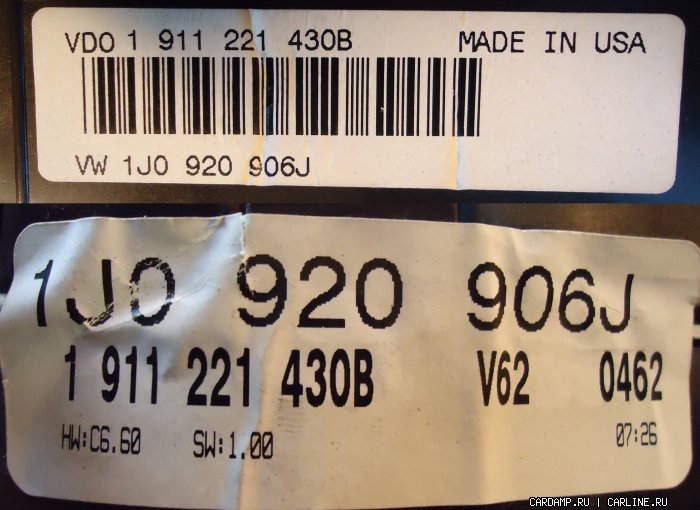 VDO 1 911 221 430B MADE IN USA
VW 1J0 920 906J
1J0 920 906J
1 911 221 430B V62 0462
HW:C6.60 SW:1.00 07:26
CARDAMP.RU | CARLINE.RU